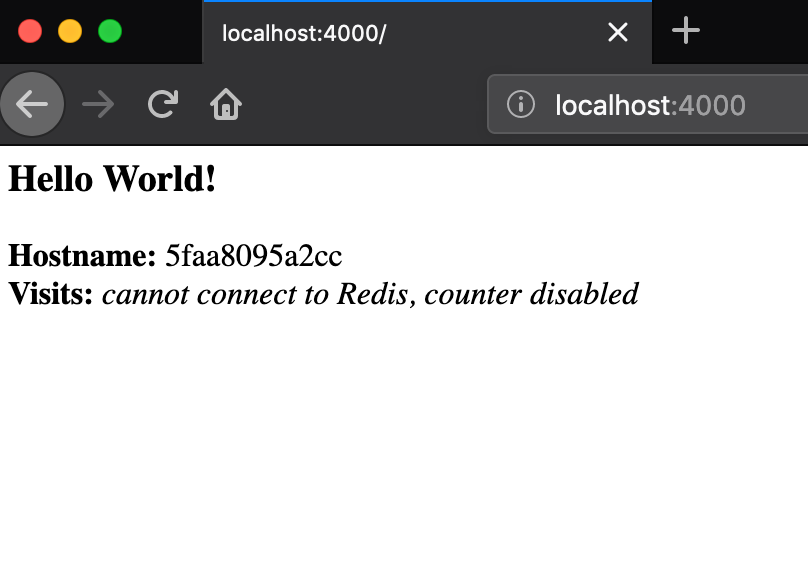 localhost:4000/
localhost:4000
Hello World!
Hostname: 5faa8095a2cc
Visits: cannot connect to Redis, counter disabled